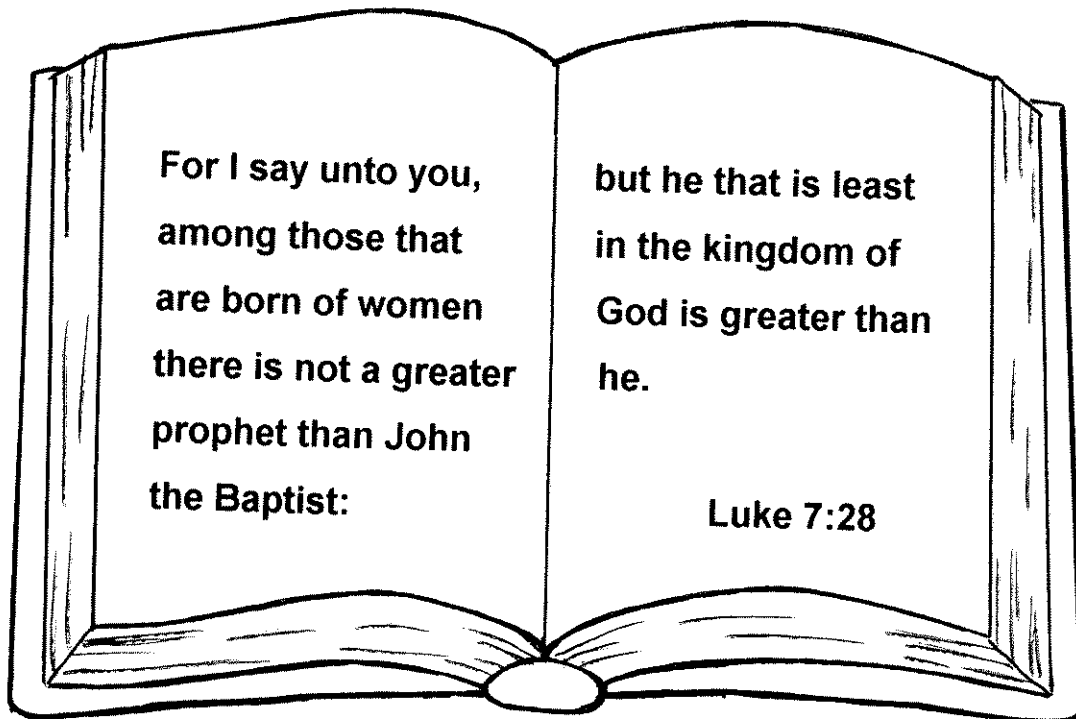 For I say unto you,
among those that
are born of women
there is not a greater
prophet than John
the Baptist:
but he that is least
in the kingdom of
God is greater than
he.
Luke 7:28